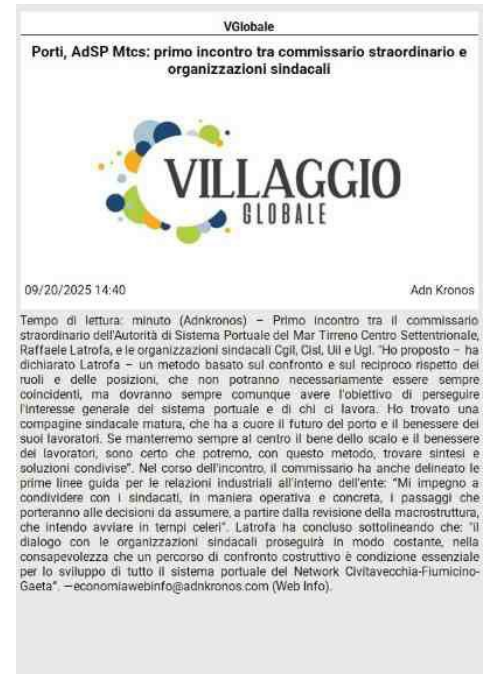 VGlobale
Porti, AdSP Mtcs: primo incontro tra commissario straordinario e
organizzazioni sindacali
VILLAGGIO
GLOBALE
09/20/2025 14:40
Adn Kronos
Tempo di lettura: minuto (Adnkronos) – Primo incontro tra il commissario
straordinario dell'Autorità di Sistema Portuale del Mar Tirreno Centro Settentrionale,
Raffaele Latrofa, e le organizzazioni sindacali Cgil, Cisl, Uil e Ugl. "Ho proposto – ha
dichiarato Latrofa – un metodo basato sul confronto e sul reciproco rispetto dei
ruoli e delle posizioni, che non potranno necessariamente essere sempre
coincidenti, ma dovranno sempre comunque avere l'obiettivo di perseguire
l'interesse generale del sistema portuale e di chi ci lavora. Ho trovato una
compagine sindacale matura, che ha a cuore il futuro del porto e il benessere dei
suoi lavoratori. Se manterremo sempre al centro il bene dello scalo e il benessere
dei lavoratori, sono certo che potremo, con questo metodo, trovare sintesi e
soluzioni condivise". Nel corso dell'incontro, il commissario ha anche delineato le
prime linee guida per le relazioni industriali all'interno dell'ente: "Mi impegno a
condividere con i sindacati, in maniera operativa e concreta, i passaggi che
porteranno alle decisioni da assumere, a partire dalla revisione della macrostruttura,
che intendo avviare in tempi celeri". Latrofa ha concluso sottolineando che: "il
dialogo con le organizzazioni sindacali proseguirà in modo costante, nella
consapevolezza che un percorso di confronto costruttivo è condizione essenziale
per lo sviluppo di tutto il sistema portuale del Network Civitavecchia-Fiumicino-
Gaeta". —economiawebinfo@adnkronos.com (Web Info).